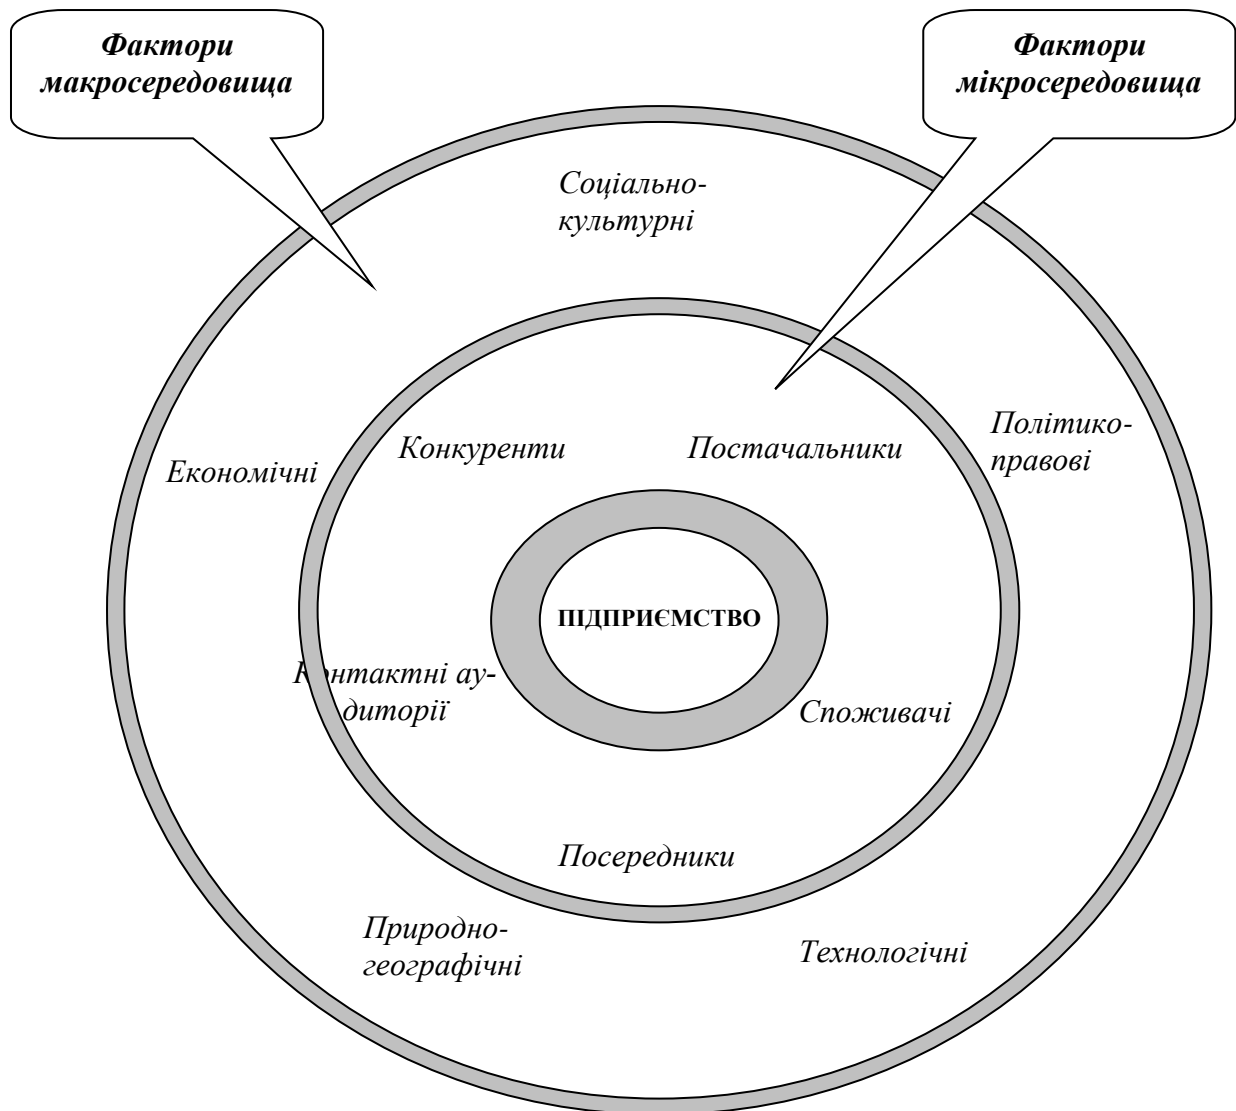 Фактори
макросередовища
Фактори
мікросередовища
Соціально-
культурні
Політико-
правові
Економічні
Конкуренти
Постачальники
ПІДПРИЄМСТВО
Контактні ау-
диторії
Споживачі
Посередники
Природно-
географічні
Технологічні